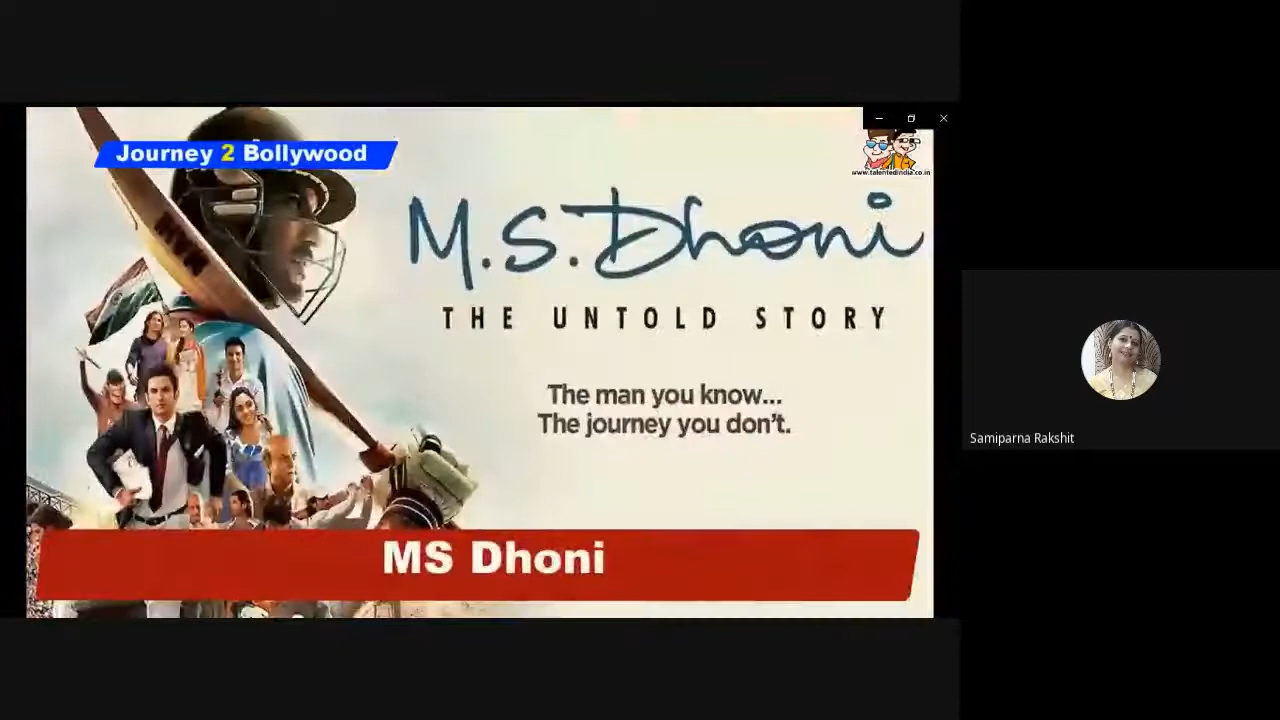 Journey 2 Bollywood
www.talentedindia.co.in
M.S.Dhoni
THE UNTOLD STORY
The man you know...
The journey you don't.
MS Dhoni
Samiparna Rakshit